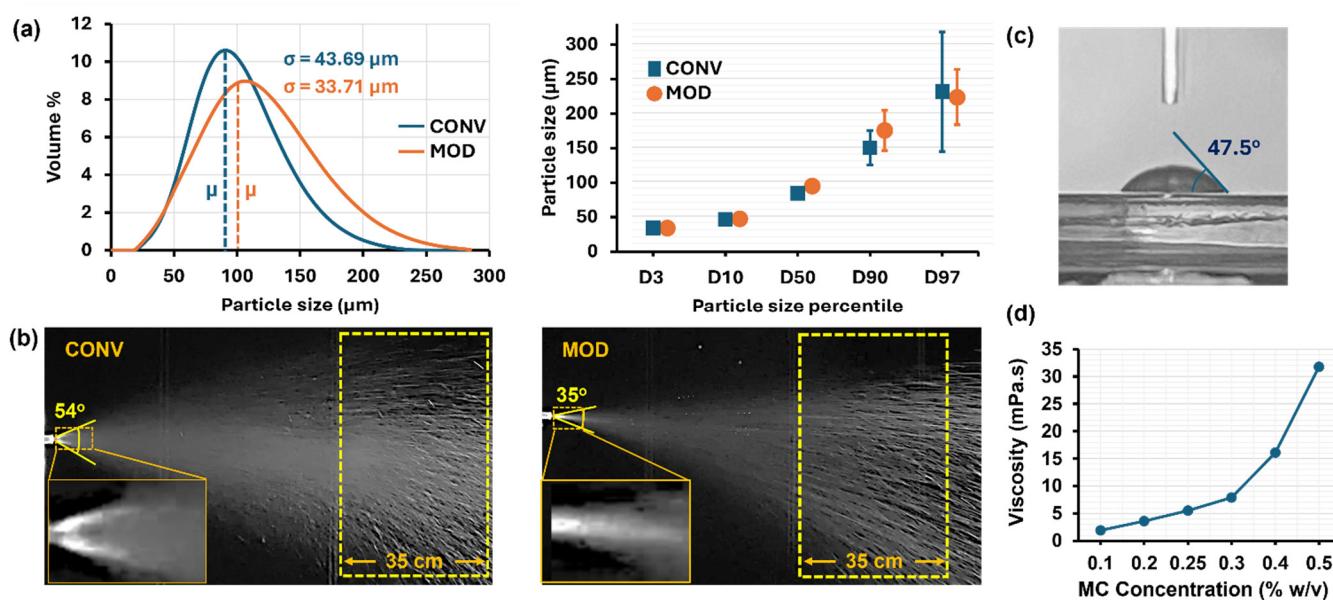 (a)
12
10
8
6
4
2
0
Volume %
σ = 43.69 µm
σ = 33.71 µm
CONV
MOD
µ
µ
0 50 100 150 200 250 300
Particle size (µm)
300
250
200
150
100
50
0
Particle size (µm)
CONV
MOD
D3 D10 D50 D90 D97
Particle size percentile
(c)
47.5º
(b)
CONV
54º
35 cm
MOD
35º
35 cm
(d)
35
30
25
20
15
10
5
0
Viscosity (mPa.s)
0.1 0.2 0.25 0.3 0.4 0.5
MC Concentration (% w/v)